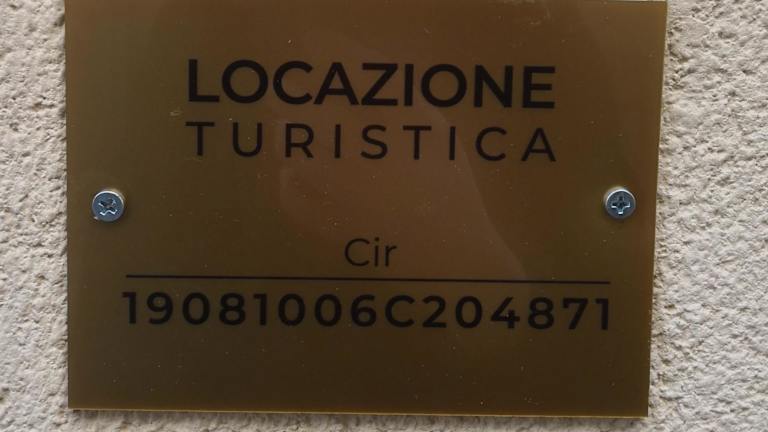 LOCAZIONE
TURISTICA
Cir
19081006C204871